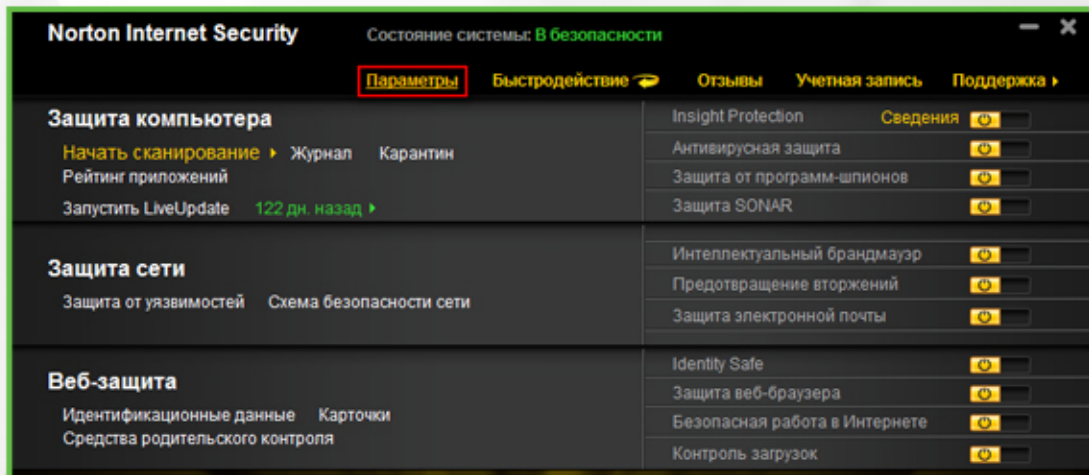 Norton Internet Security Состояние системы: В безопасности
Параметры Быстродействие Отзывы Учетная запись Поддержка
Защита компьютера
Начать сканирование Журнал Карантин
Рейтинг приложений
Запустить LiveUpdate 122 дн. назад
Insight Protection Сведения
Антивирусная защита
Защита от программ-шпионов
Защита SONAR
Защита сети
Защита от уязвимостей Схема безопасности сети
Интеллектуальный брандмауэр
Предотвращение вторжений
Защита электронной почты
Веб-защита
Идентификационные данные Карточки
Средства родительского контроля
Identity Safe
Защита веб-браузера
Безопасная работа в Интернете
Контроль загрузок